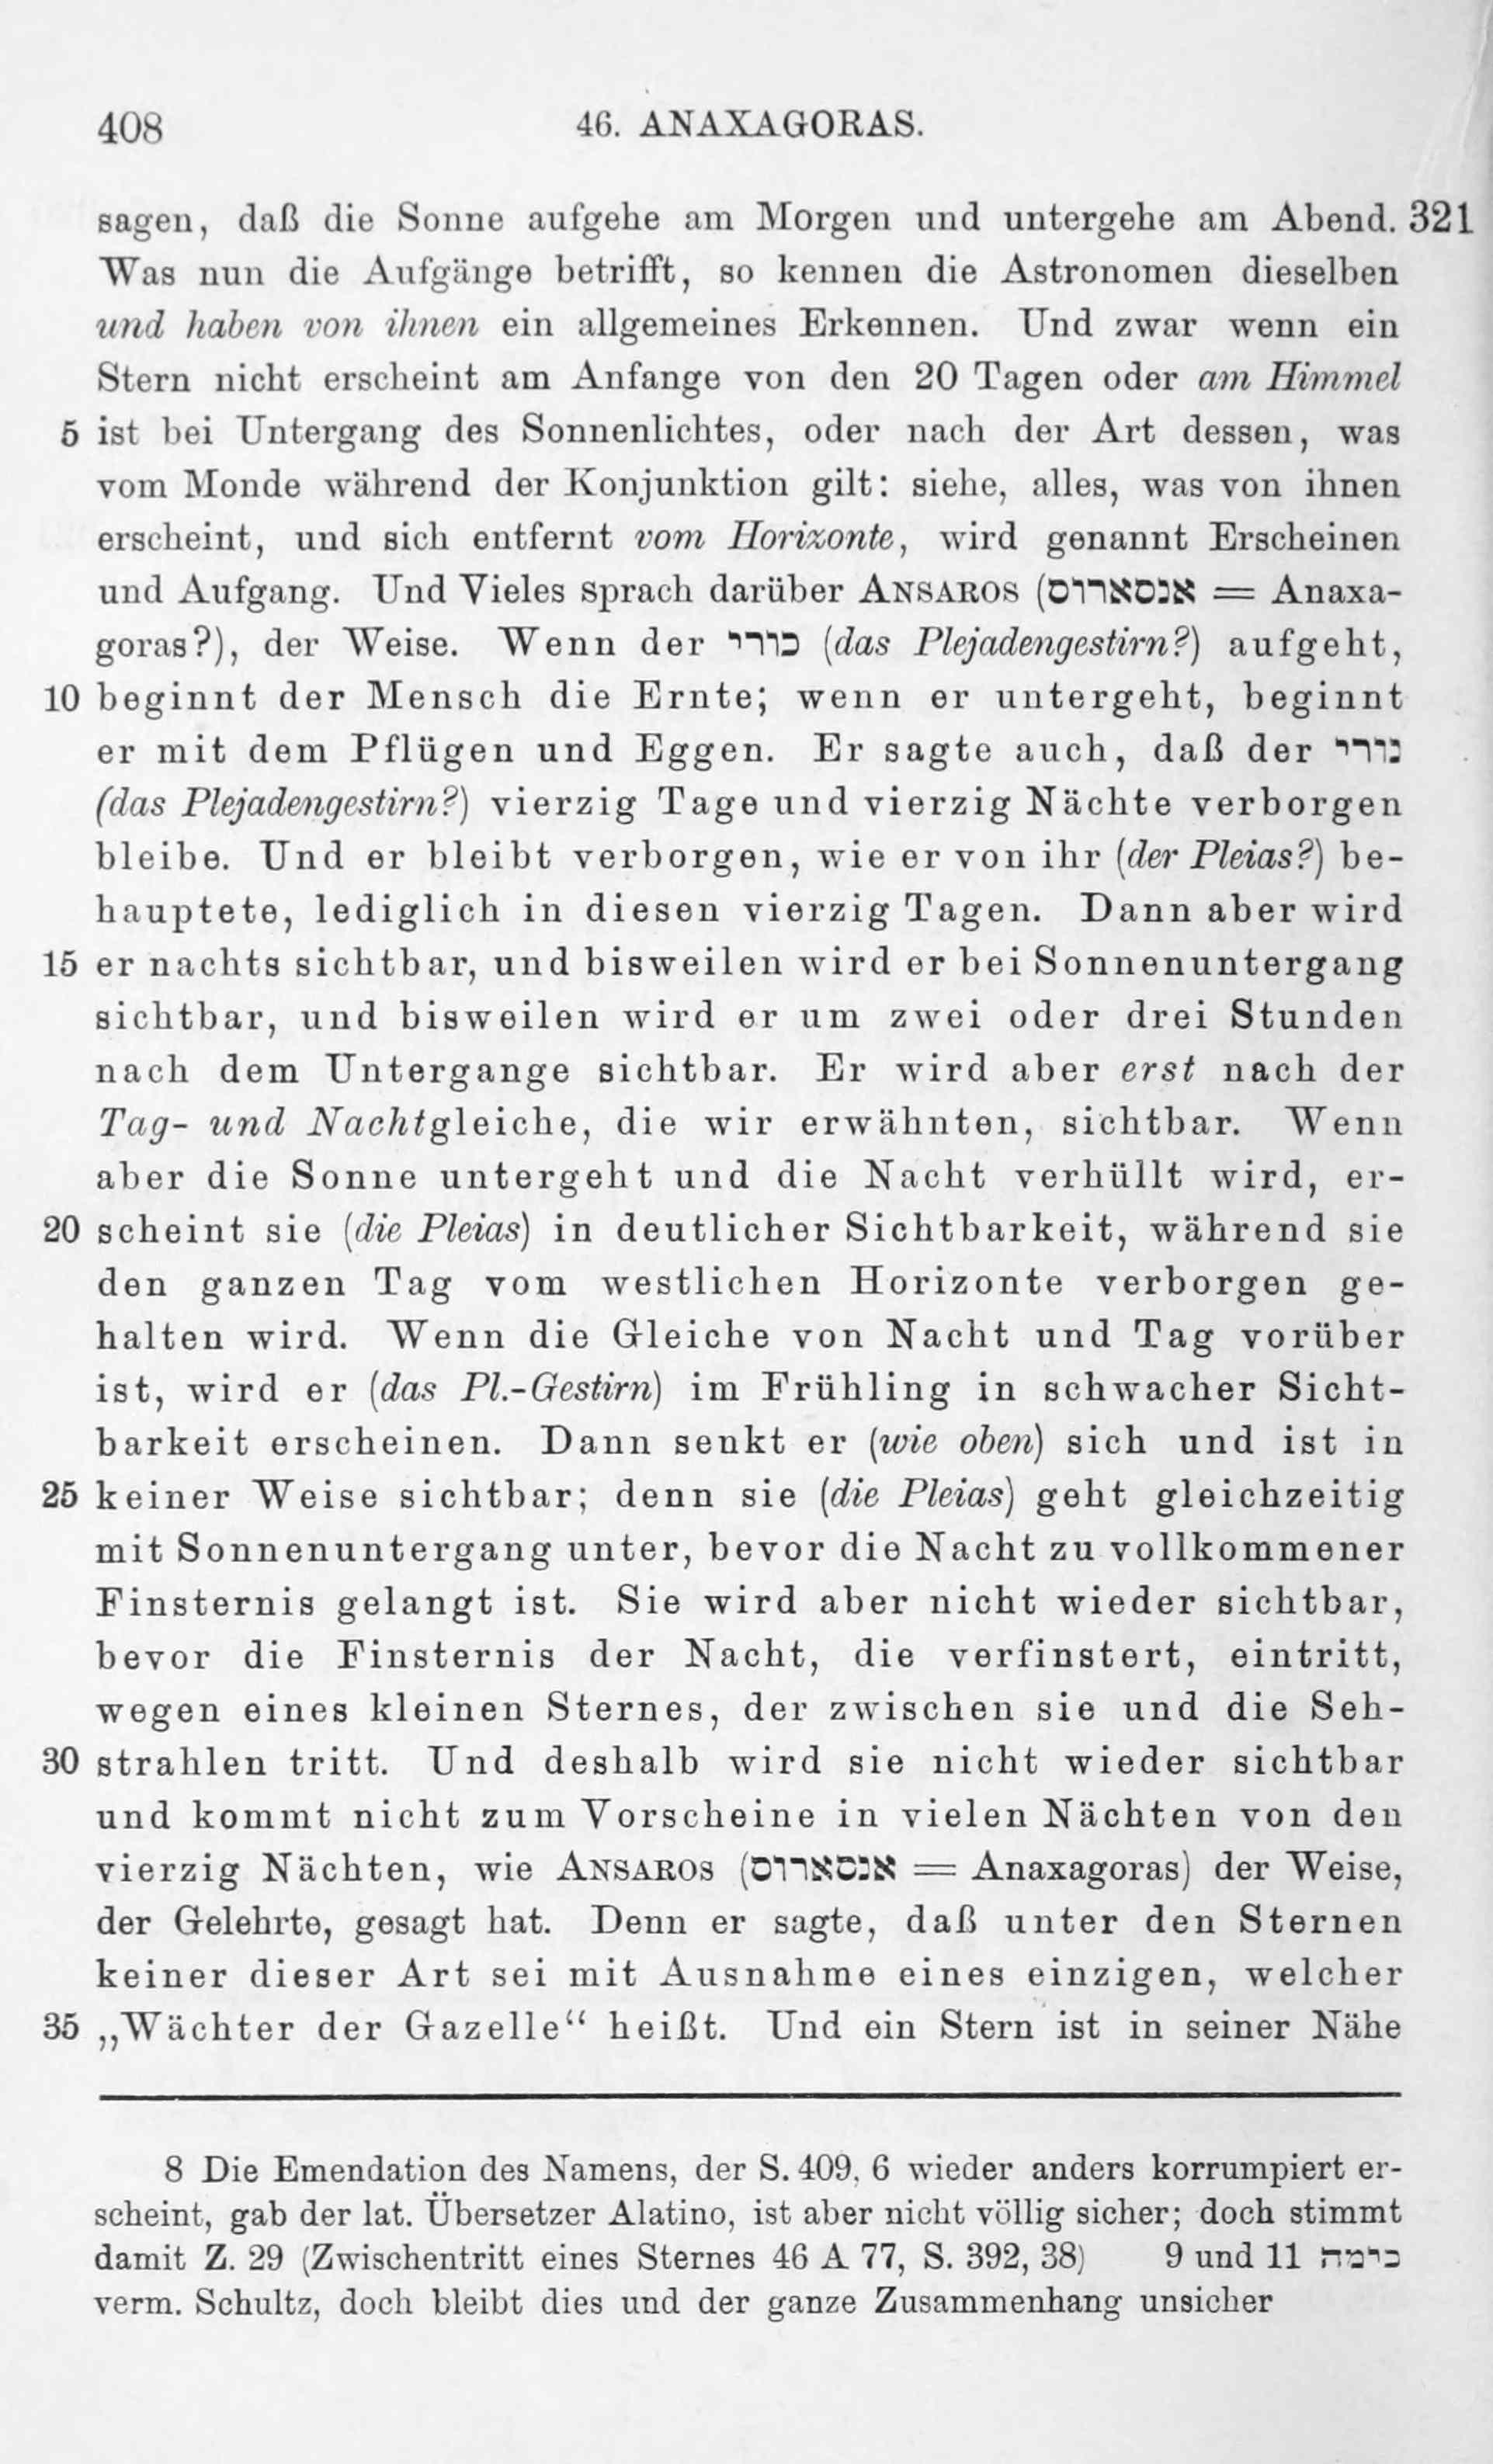 408 46. ANAXAGORAS.
sagen, daß die Sonne aufgehe am Morgen und untergehe am Abend. 321
Was nun die Aufgänge betrifft, so kennen die Astronomen dieselben
und haben von ihnen ein allgemeines Erkennen. Und zwar wenn ein
Stern nicht erscheint am Anfange von den 20 Tagen oder am Himmel
5 ist bei Untergang des Sonnenlichtes, oder nach der Art dessen, was
vom Monde während der Konjunktion gilt: siehe, alles, was von ihnen
erscheint, und sich entfernt vom Horizonte, wird genannt Erscheinen
und Aufgang. Und Vieles sprach darüber ANSAROS (אנסארוס = Anaxa-
goras?), der Weise. Wenn der כורי (das Plejadengestirn?) aufgeht,
10 beginnt der Mensch die Ernte; wenn er untergeht, beginnt
er mit dem Pflügen und Eggen. Er sagte auch, daß der כורי
(das Plejadengestirn?) vierzig Tage und vierzig Nächte verborgen
bleibe. Und er bleibt verborgen, wie er von ihr (der Pleias?) be-
hauptete, lediglich in diesen vierzig Tagen. Dann aber wird
15 er nachts sichtbar, und bisweilen wird er bei Sonnenuntergang
sichtbar, und bisweilen wird er um zwei oder drei Stunden
nach dem Untergange sichtbar. Er wird aber erst nach der
Tag- und Nachtgleiche, die wir erwähnten, sichtbar. Wenn
aber die Sonne untergeht und die Nacht verhüllt wird, er-
20 scheint sie (die Pleias) in deutlicher Sichtbarkeit, während sie
den ganzen Tag vom westlichen Horizonte verborgen ge-
halten wird. Wenn die Gleiche von Nacht und Tag vorüber
ist, wird er (das Pl.-Gestirn) im Frühling in schwacher Sicht-
barkeit erscheinen. Dann senkt er (wie oben) sich und ist in
25 keiner Weise sichtbar; denn sie (die Pleias) geht gleichzeitig
mit Sonnenuntergang unter, bevor die Nacht zu vollkommener
Finsternis gelangt ist. Sie wird aber nicht wieder sichtbar,
bevor die Finsternis der Nacht, die verfinstert, eintritt,
wegen eines kleinen Sternes, der zwischen sie und die Seh-
30 strahlen tritt. Und deshalb wird sie nicht wieder sichtbar
und kommt nicht zum Vorscheine in vielen Nächten von den
vierzig Nächten, wie ANSAROS (אנסארוס = Anaxagoras) der Weise,
der Gelehrte, gesagt hat. Denn er sagte, daß unter den Sternen
keiner dieser Art sei mit Ausnahme eines einzigen, welcher
35 „Wächter der Gazelle“ heißt. Und ein Stern ist in seiner Nähe
8 Die Emendation des Namens, der S. 409, 6 wieder anders korrumpiert er-
scheint, gab der lat. Übersetzer Alatino, ist aber nicht völlig sicher; doch stimmt
damit Z. 29 (Zwischentritt eines Sternes 46 A 77, S. 392, 38) 9 und 11 כימה
verm. Schultz, doch bleibt dies und der ganze Zusammenhang unsicher